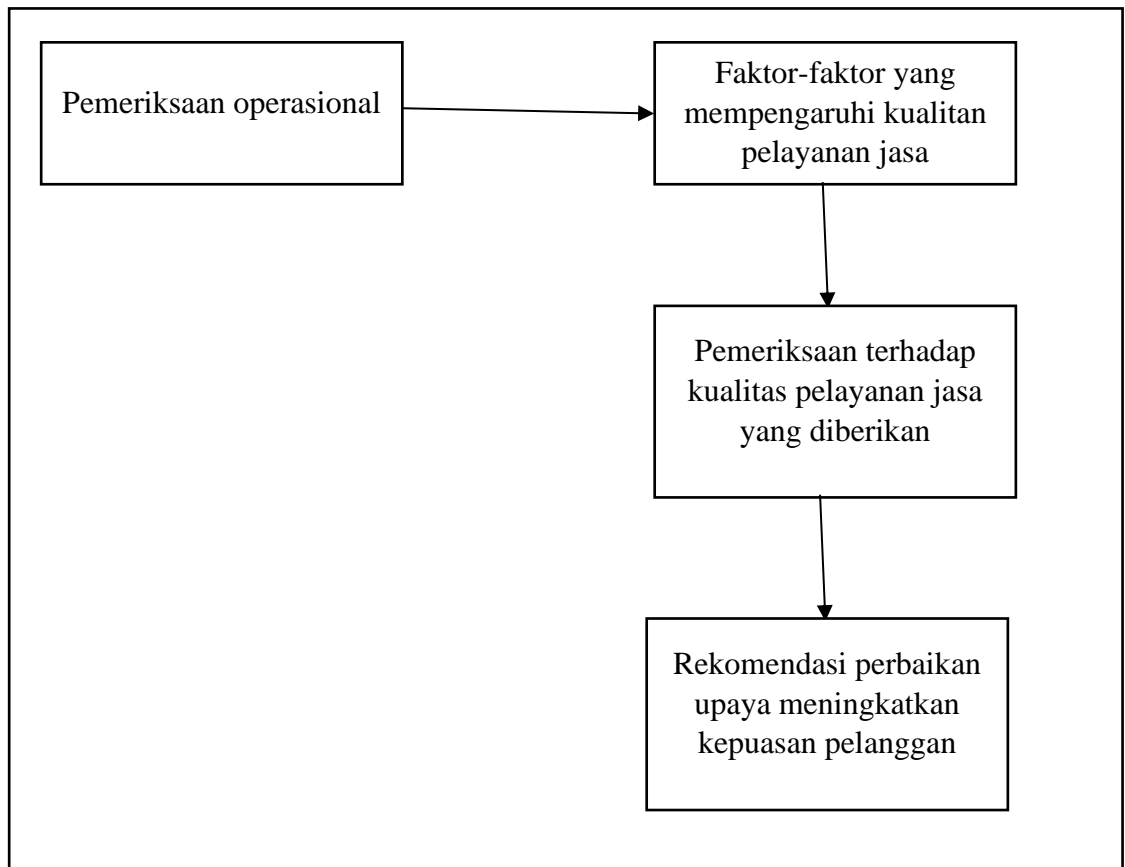 Pemeriksaan operasional
Faktor-faktor yang
mempengaruhi kualitan
pelayanan jasa
Pemeriksaan terhadap
kualitas pelayanan jasa
yang diberikan
Rekomendasi perbaikan
upaya meningkatkan
kepuasan pelanggan